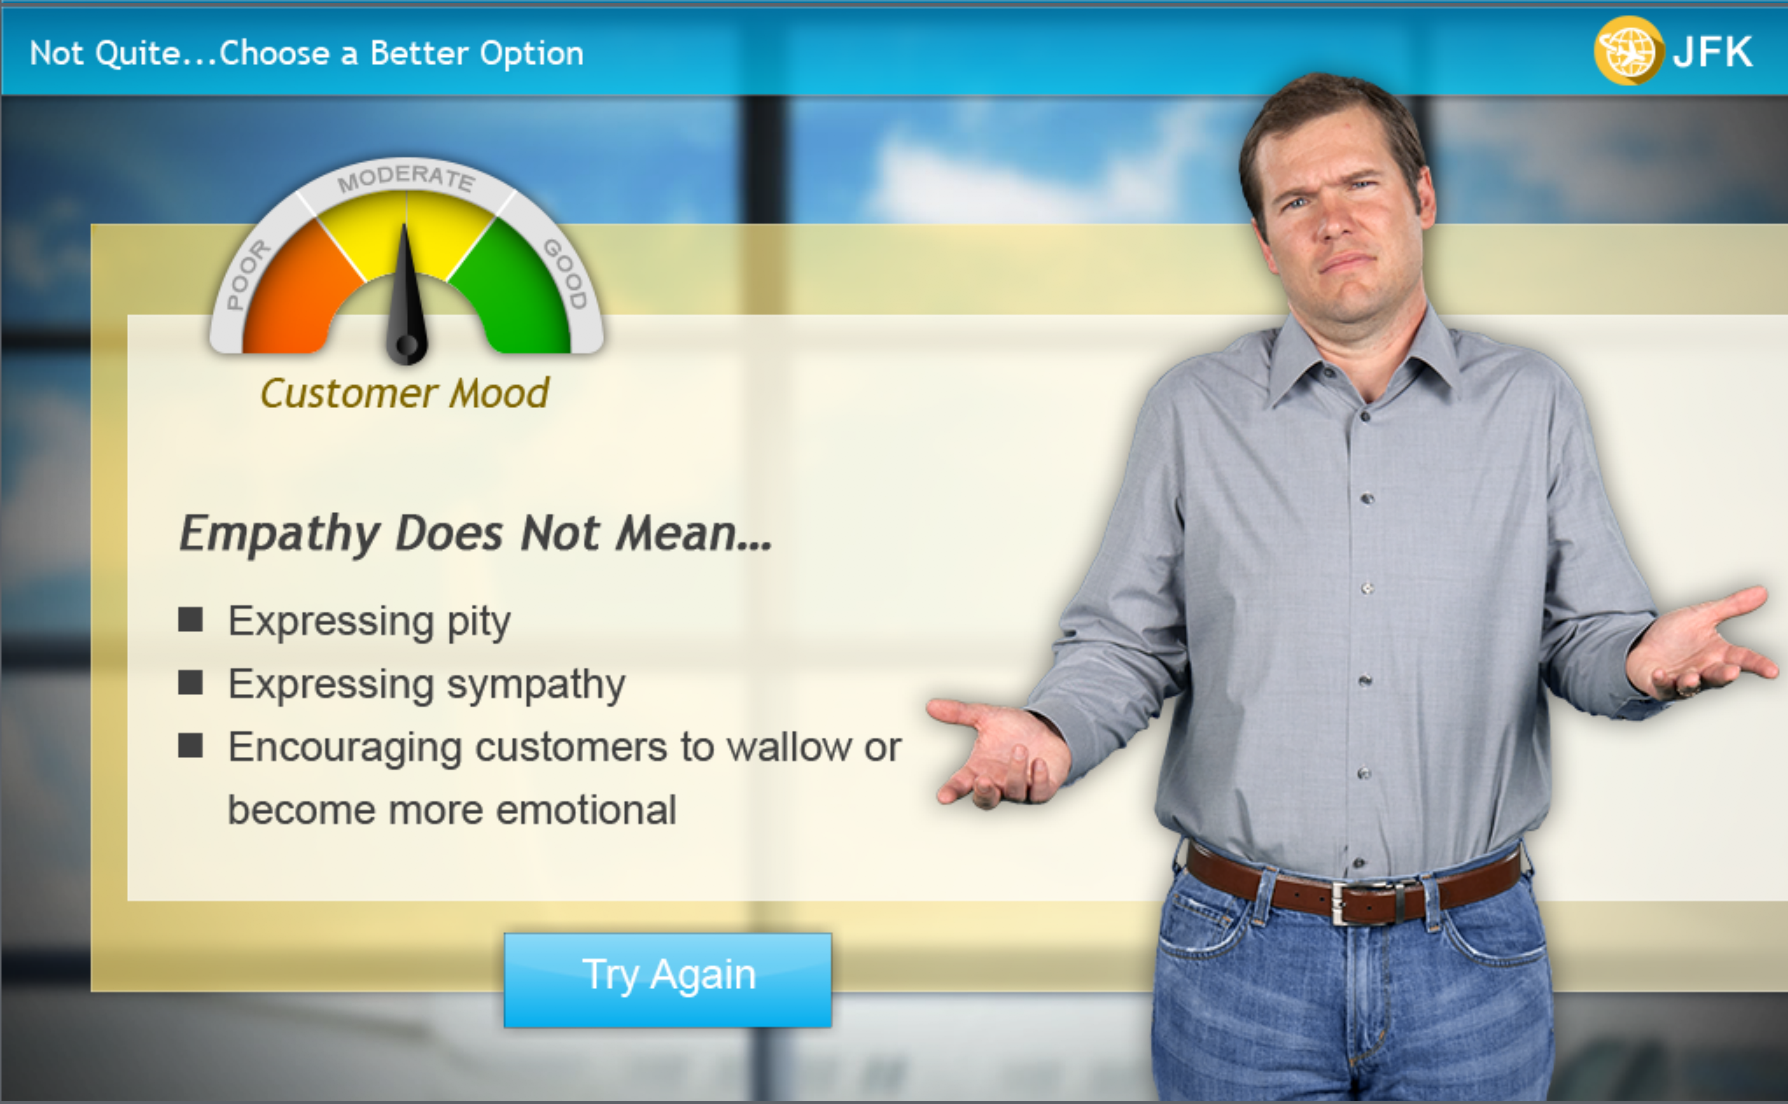 Not Quite...Choose a Better Option
JFK
POOR
MODERATE
GOOD
Customer Mood
Empathy Does Not Mean...
Expressing pity
Expressing sympathy
Encouraging customers to wallow or
become more emotional
Try Again